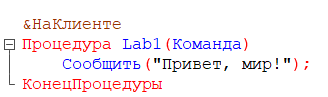 &НаКлиенте
Процедура Lab1(Команда)
Сообщить("Привет, мир!");
КонецПроцедуры